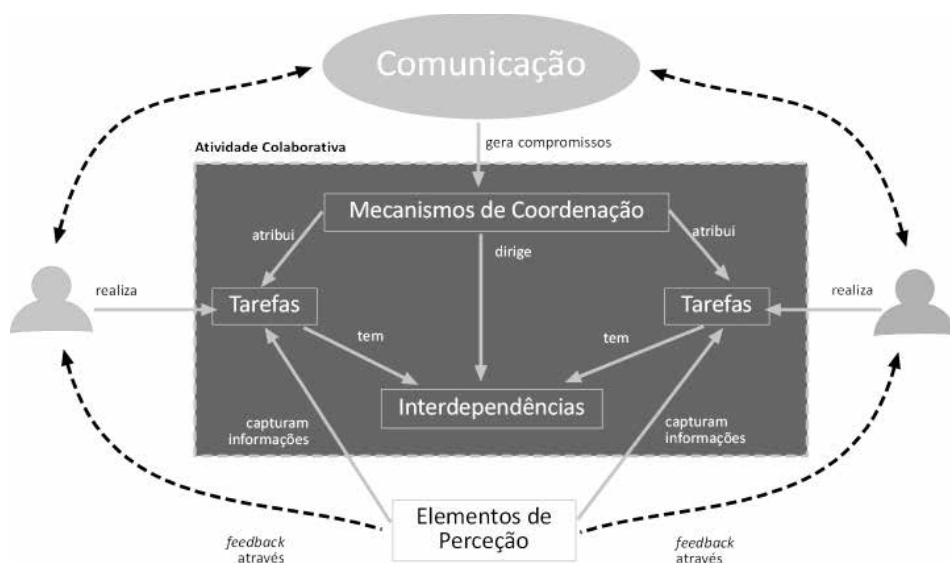 Comunicação
gera compromissos
Atividade Colaborativa
Mecanismos de Coordenação
atribui
dirige
atribui
realiza
Tarefas
Tarefas
realiza
tem
tem
Interdependências
capturam
informações
capturam
informações
Elementos de
Perceção
feedback
através
feedback
através